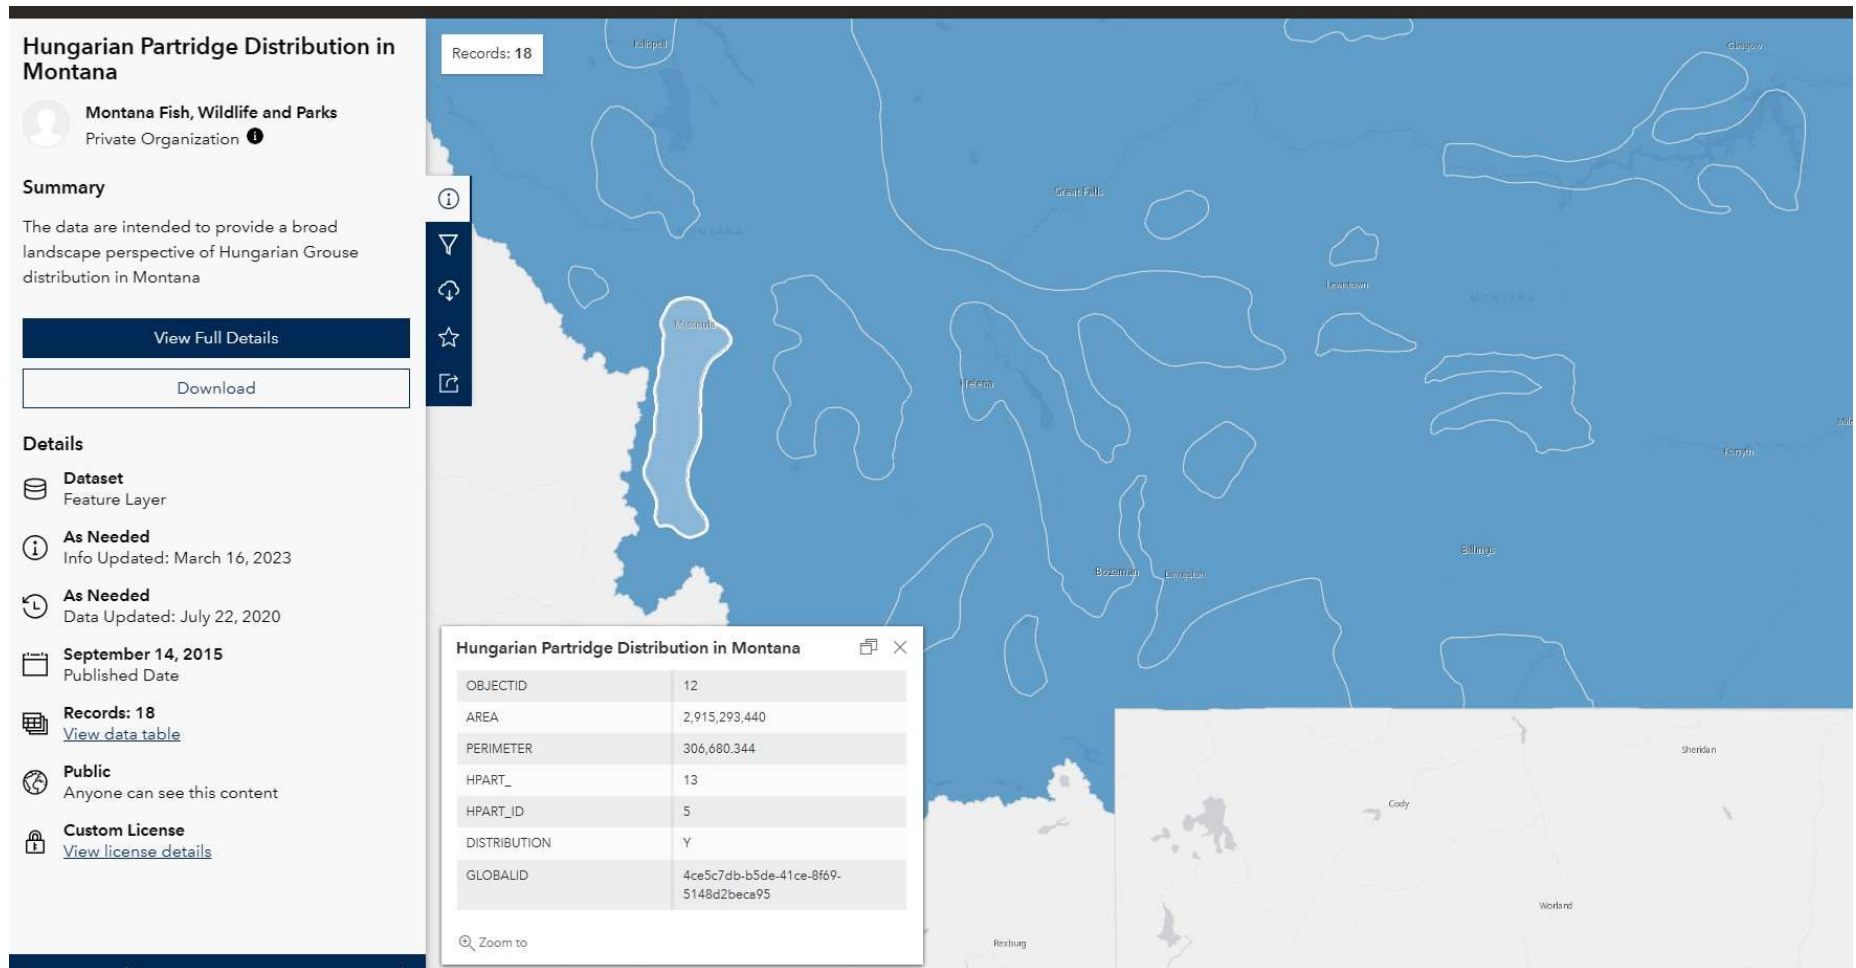 Hungarian Partridge Distribution in
Montana
Montana Fish, Wildlife and Parks
Private Organization
Summary
The data are intended to provide a broad
landscape perspective of Hungarian Grouse
distribution in Montana
View Full Details
Download
Details
Dataset
Feature Layer
As Needed
Info Updated: March 16, 2023
As Needed
Data Updated: July 22, 2020
September 14, 2015
Published Date
Records: 18
View data table
Public
Anyone can see this content
Custom License
View license details
Records: 18
Kalispell
Glasgow
Great Falls
MONTANA
Lewistown
MONTANA
Missoula
Helena
Forsyth
Billings
Bozeman
Livingston
Hungarian Partridge Distribution in Montana
OBJECTID 12
AREA 2,915,293,440
PERIMETER 306,680.344
HPART_ 13
HPART_ID 5
DISTRIBUTION Y
GLOBALID 4ce5c7db-b5de-41ce-8f69-
5148d2beca95
Zoom to
Sheridan
Cody
Worland
Rexburg